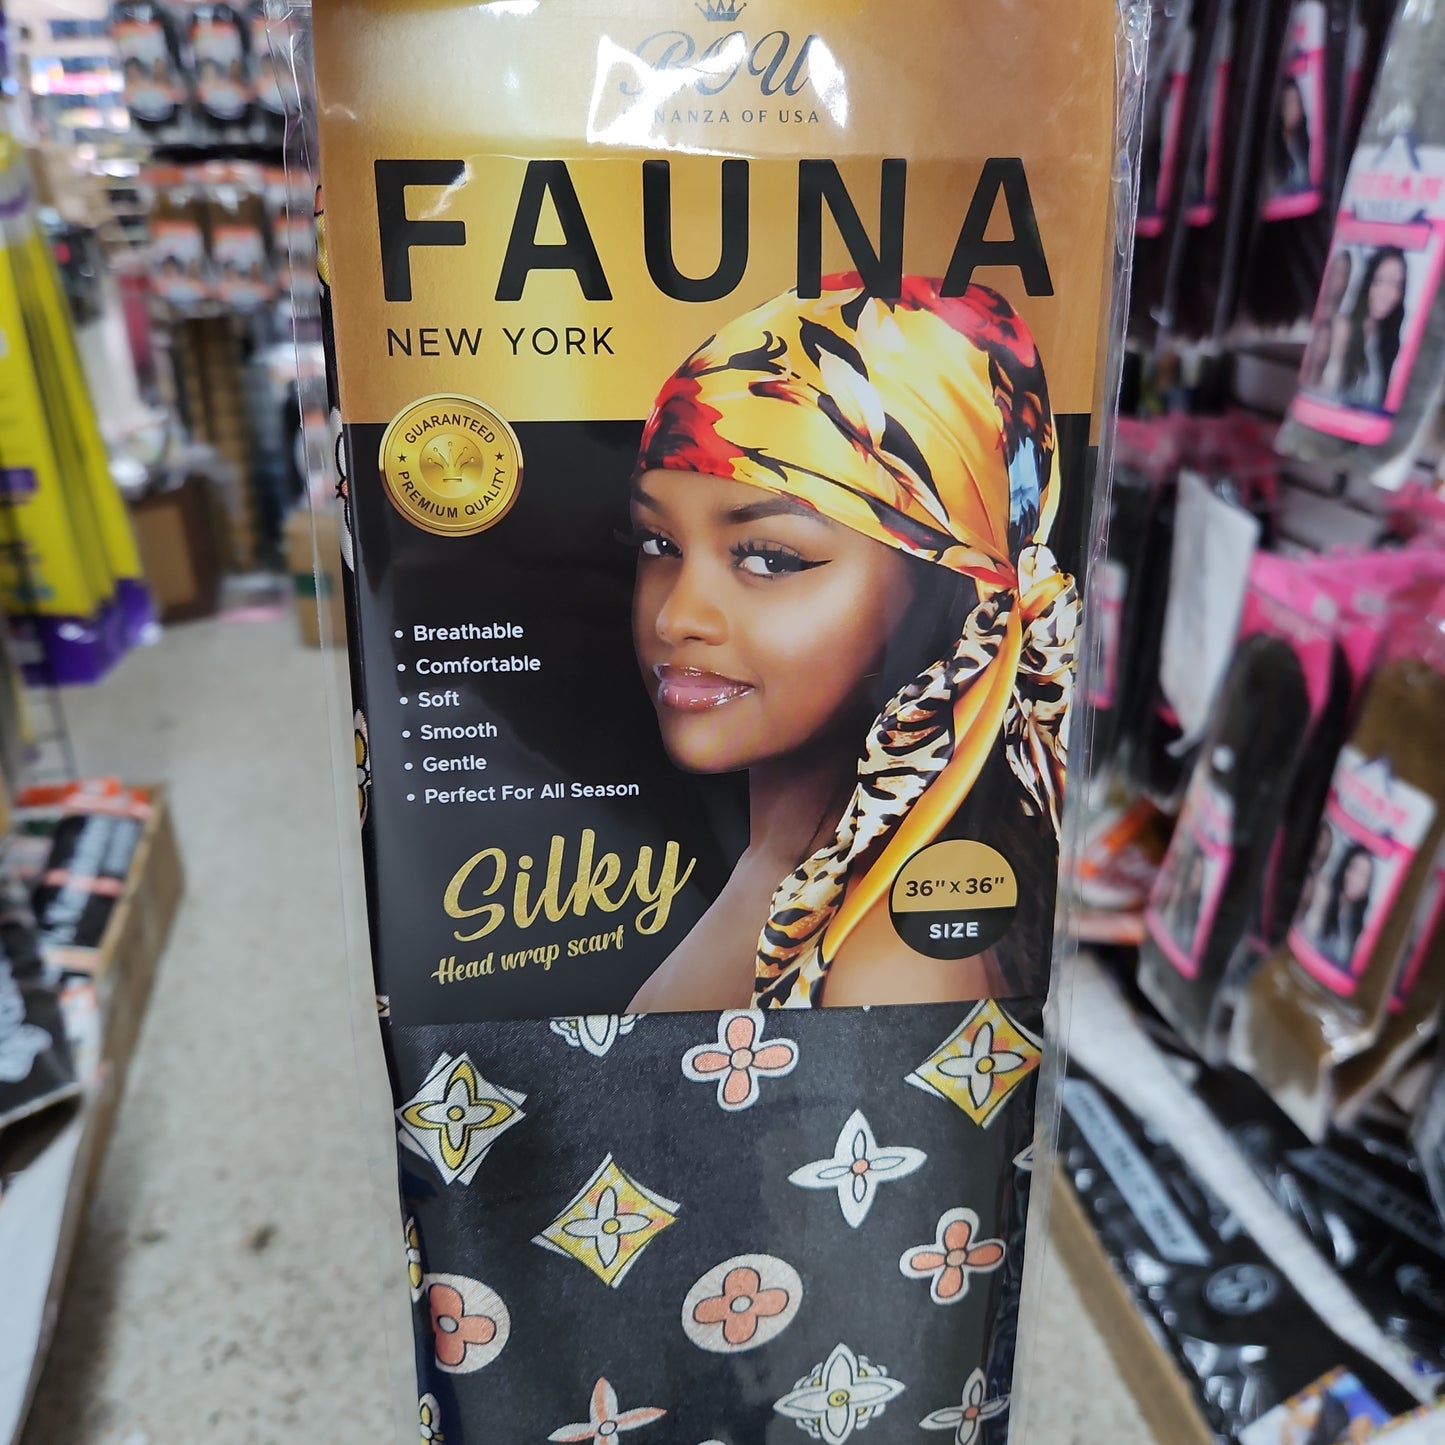 BOU
NANZA OF USA
FAUNA
NEW YORK
GUARANTEED
PREMIUM QUALITY
• Breathable
• Comfortable
• Soft
• Smooth
• Gentle
• Perfect For All Season
Silky
Head wrap scarf
36" x 36"
SIZE